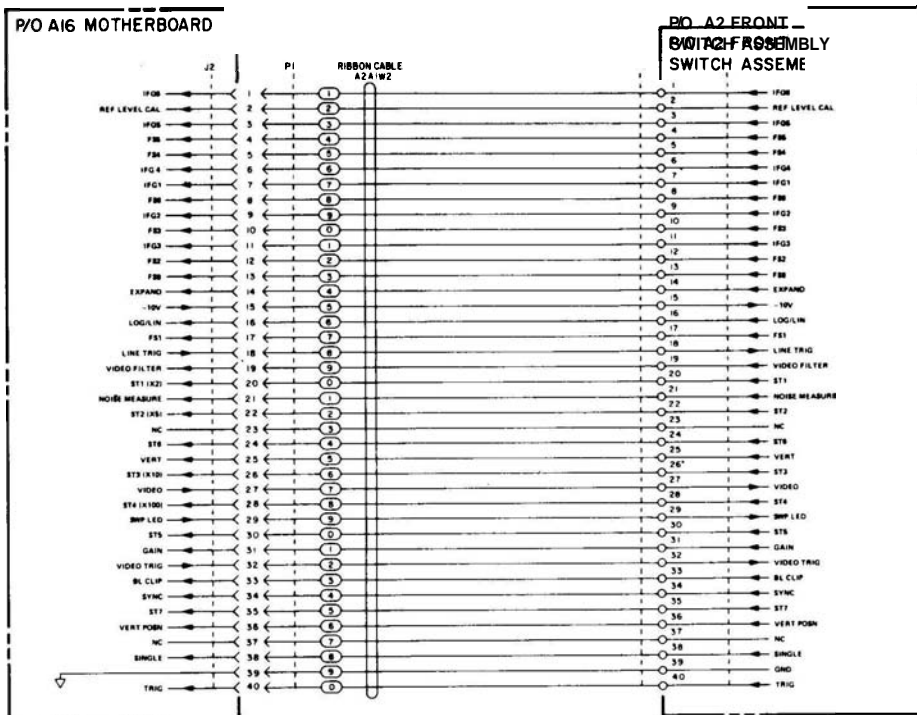 P/O A16 MOTHERBOARD
P/O A2 FRONT
SWITCH ASSEMBLY
SWITCH ASSEME
J2 P1 RIBBON CABLE
A2A1W2
1 1 1
REF LEVEL CAL 2 2 2 REF LEVEL CAL
3 3 3
4 4 4
FS4 5 5 5 FS4
IFG4 6 6 6 IFG4
IFG1 7 7 7 IFG1
8 8 8
IFG2 9 9 9 IFG2
FS3 10 0 10 FS3
IFG3 11 1 11 IFG3
FS2 12 2 12 FS2
13 3 13
EXPAND 14 4 14 EXPAND
-10V 15 5 15 -10V
LOG/LIN 16 6 16 LOG/LIN
FS1 17 7 17 FS1
LINE TRIG 18 8 18 LINE TRIG
VIDEO FILTER 19 9 19 VIDEO FILTER
ST1 (X2) 20 0 20 ST1
NOISE MEASURE 21 1 21 NOISE MEASURE
ST2 (X5) 22 2 22 ST2
NC 23 3 23 NC
ST6 24 4 24 ST6
VERT 25 5 25 VERT
ST3 (X10) 26 6 26 ST3
VIDEO 27 7 27 VIDEO
ST4 (X100) 28 8 28 ST4
SWP LED 29 9 29 SWP LED
ST5 30 0 30 ST5
GAIN 31 1 31 GAIN
VIDEO TRIG 32 2 32 VIDEO TRIG
BL CLIP 33 3 33 BL CLIP
SYNC 34 4 34 SYNC
ST7 35 5 35 ST7
VERT POSN 36 6 36 VERT POSN
NC 37 7 37 NC
SINGLE 38 8 38 SINGLE
39 9 39 GND
TRIG 40 0 40 TRIG